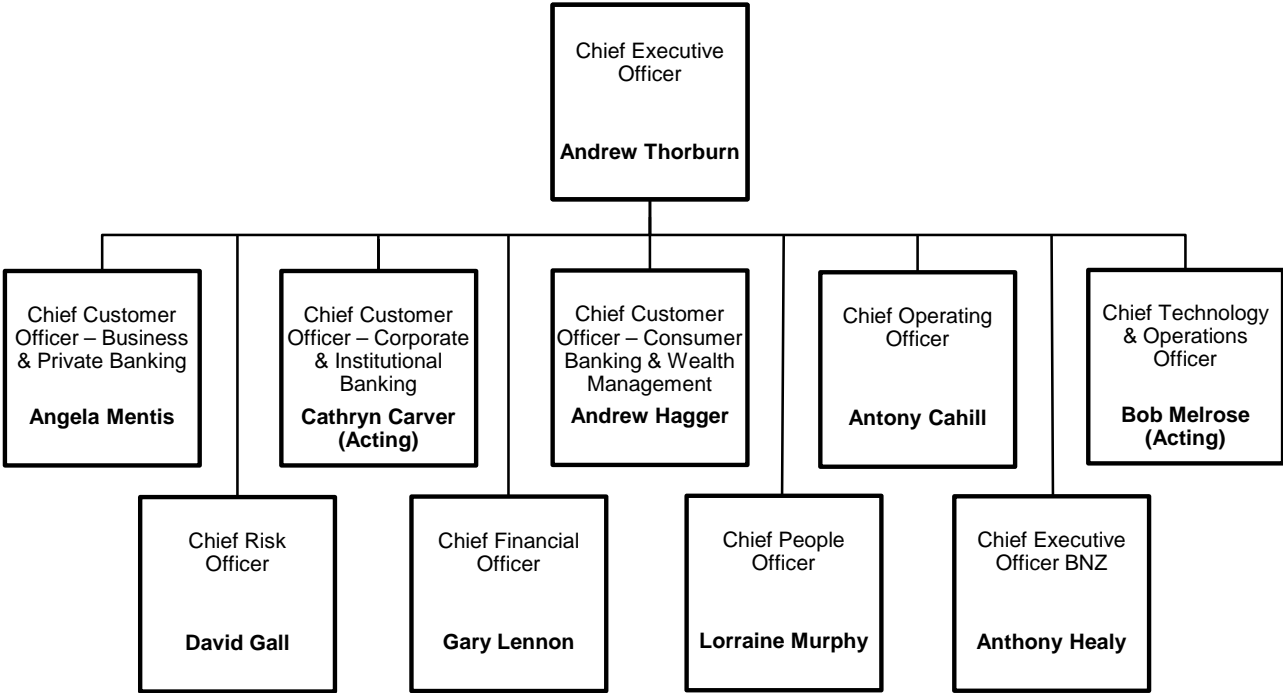 Chief Executive
Officer
Andrew Thorburn
Chief Customer
Officer – Business
& Private Banking
Angela Mentis
Chief Customer
Officer – Corporate
& Institutional
Banking
Cathryn Carver
(Acting)
Chief Customer
Officer – Consumer
Banking & Wealth
Management
Andrew Hagger
Chief Operating
Officer
Antony Cahill
Chief Technology
& Operations
Officer
Bob Melrose
(Acting)
Chief Risk
Officer
David Gall
Chief Financial
Officer
Gary Lennon
Chief People
Officer
Lorraine Murphy
Chief Executive
Officer BNZ
Anthony Healy